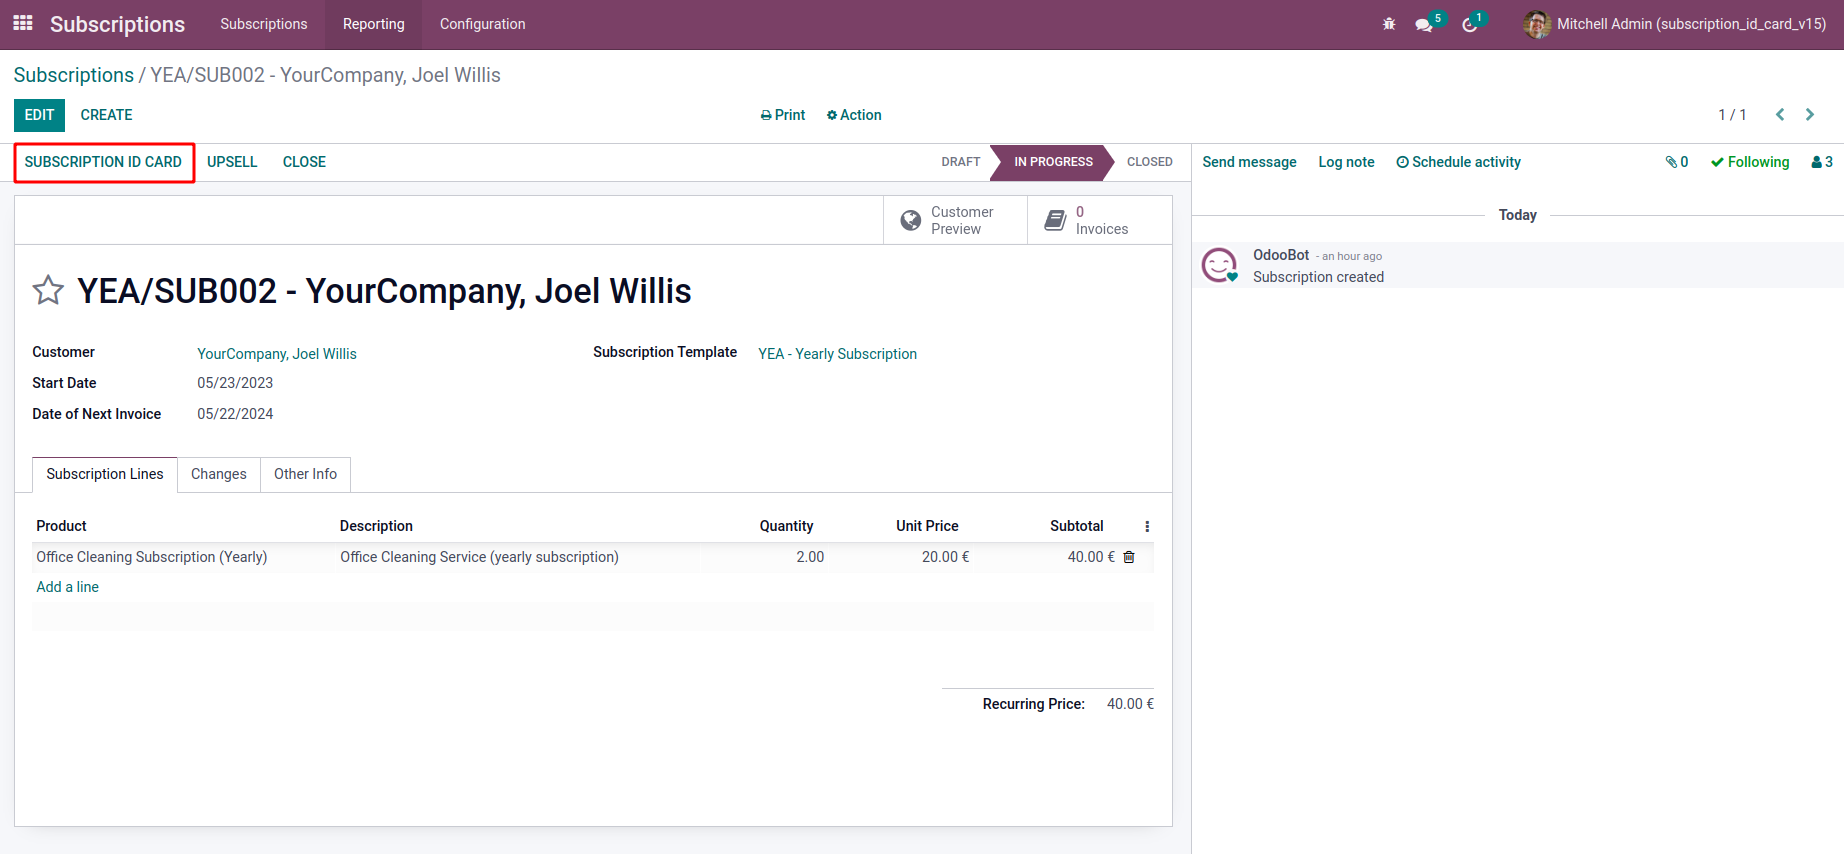 Subscriptions Subscriptions Reporting Configuration 5 1 Mitchell Admin (subscription_id_card_v15)
Subscriptions / YEA/SUB002 - YourCompany, Joel Willis
EDIT CREATE Print Action 1 / 1
SUBSCRIPTION ID CARD UPSELL CLOSE DRAFT IN PROGRESS CLOSED Send message Log note Schedule activity 0 Following 3
Customer
Preview
0
Invoices
Today
OdooBot - an hour ago
Subscription created
YEA/SUB002 - YourCompany, Joel Willis
Customer YourCompany, Joel Willis Subscription Template YEA - Yearly Subscription
Start Date 05/23/2023
Date of Next Invoice 05/22/2024
Subscription Lines Changes Other Info
Product Description Quantity Unit Price Subtotal
Office Cleaning Subscription (Yearly) Office Cleaning Service (yearly subscription) 2.00 20.00 € 40.00 €
Add a line
Recurring Price: 40.00 €